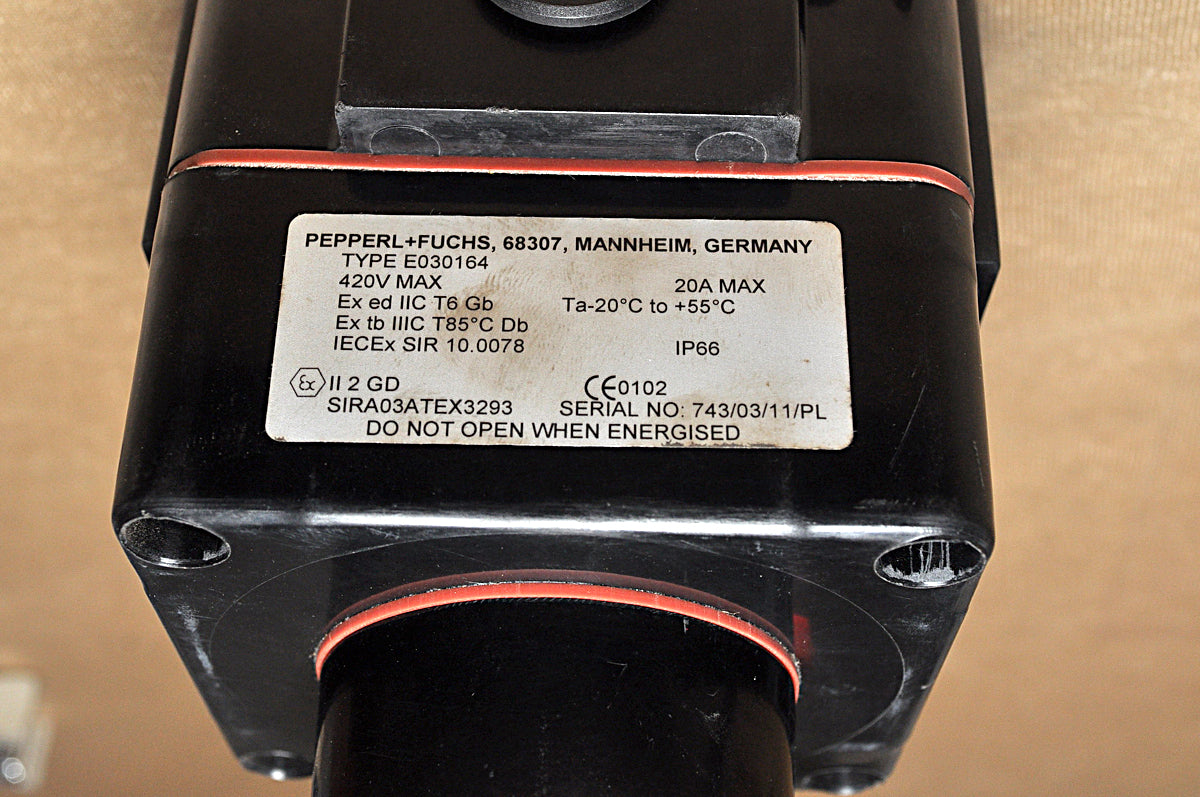 PEPPERL+FUCHS, 68307, MANNHEIM, GERMANY
TYPE E030164
420V MAX 20A MAX
Ex ed IIC T6 Gb Ta-20°C to +55°C
Ex tb IIIC T85°C Db
IECEx SIR 10.0078 IP66
Ex II 2 GD CE0102
SIRA03ATEX3293 SERIAL NO: 743/03/11/PL
DO NOT OPEN WHEN ENERGISED